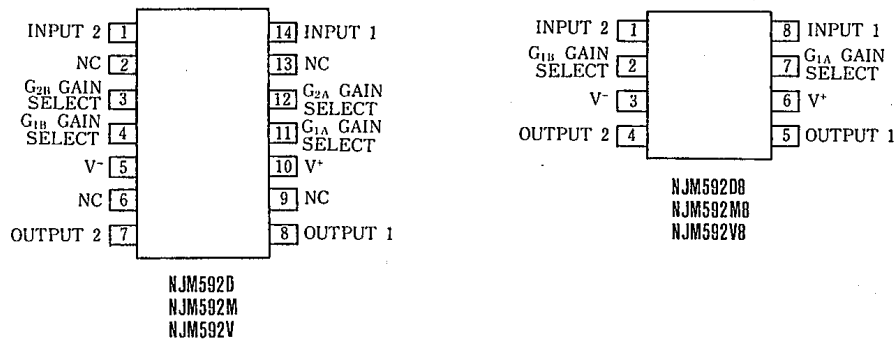 INPUT 2 1
NC 2
G2B GAIN
SELECT 3
G1B GAIN
SELECT 4
V- 5
NC 6
OUTPUT 2 7
14 INPUT 1
13 NC
12 G2A GAIN
SELECT
11 G1A GAIN
SELECT
10 V+
9 NC
8 OUTPUT 1
NJM592D
NJM592M
NJM592V
INPUT 2 1
G1B GAIN
SELECT 2
V- 3
OUTPUT 2 4
8 INPUT 1
7 G1A GAIN
SELECT
6 V+
5 OUTPUT 1
NJM592D8
NJM592M8
NJM592V8